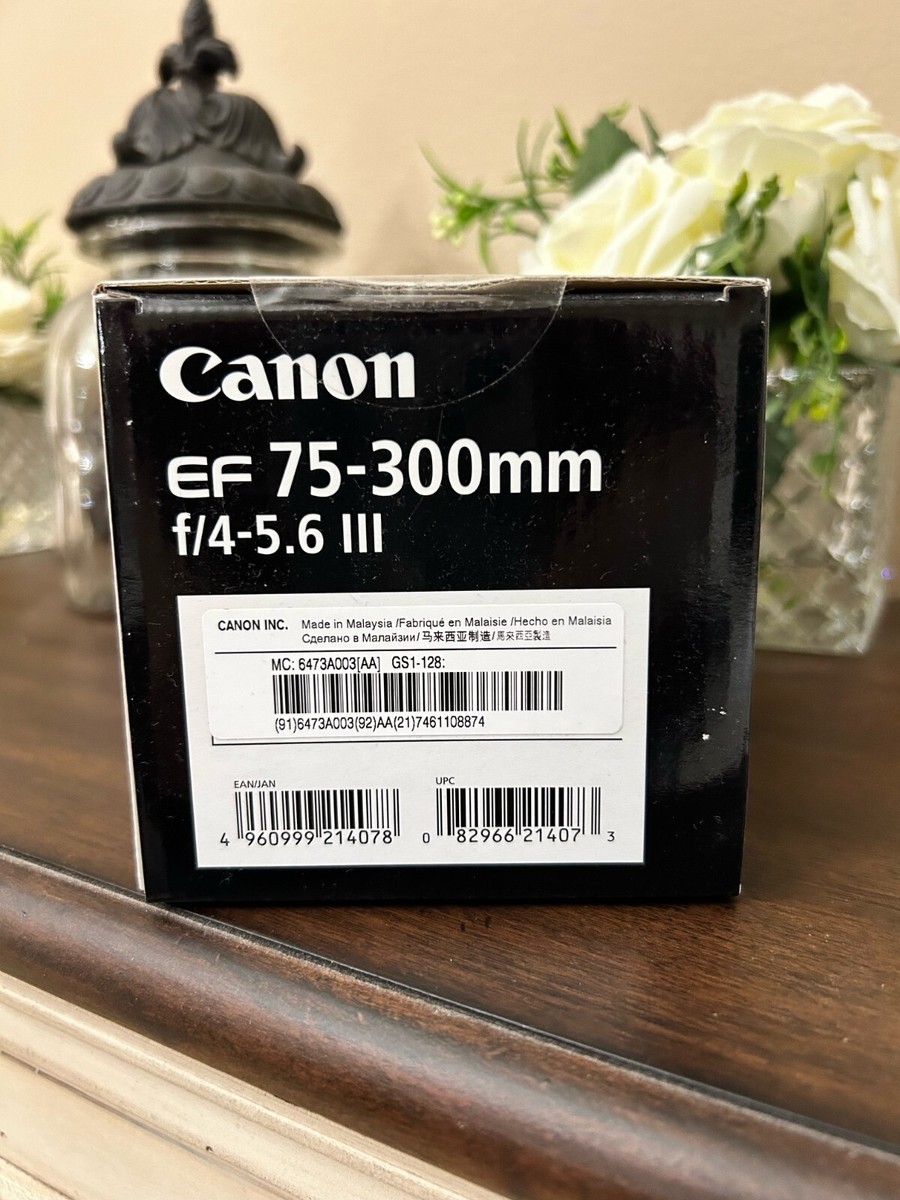 Canon
EF 75-300mm
f/4-5.6 III
CANON INC. Made in Malaysia /Fabriqué en Malaisie /Hecho en Malaisia
Сделано в Малайзии/马来西亚制造/馬來西亞製造
MC: 6473A003[AA] GS1-128:
(91)6473A003(92)AA(21)7461108874
EAN/JAN UPC
4 960999 214078 0 82966 21407 3